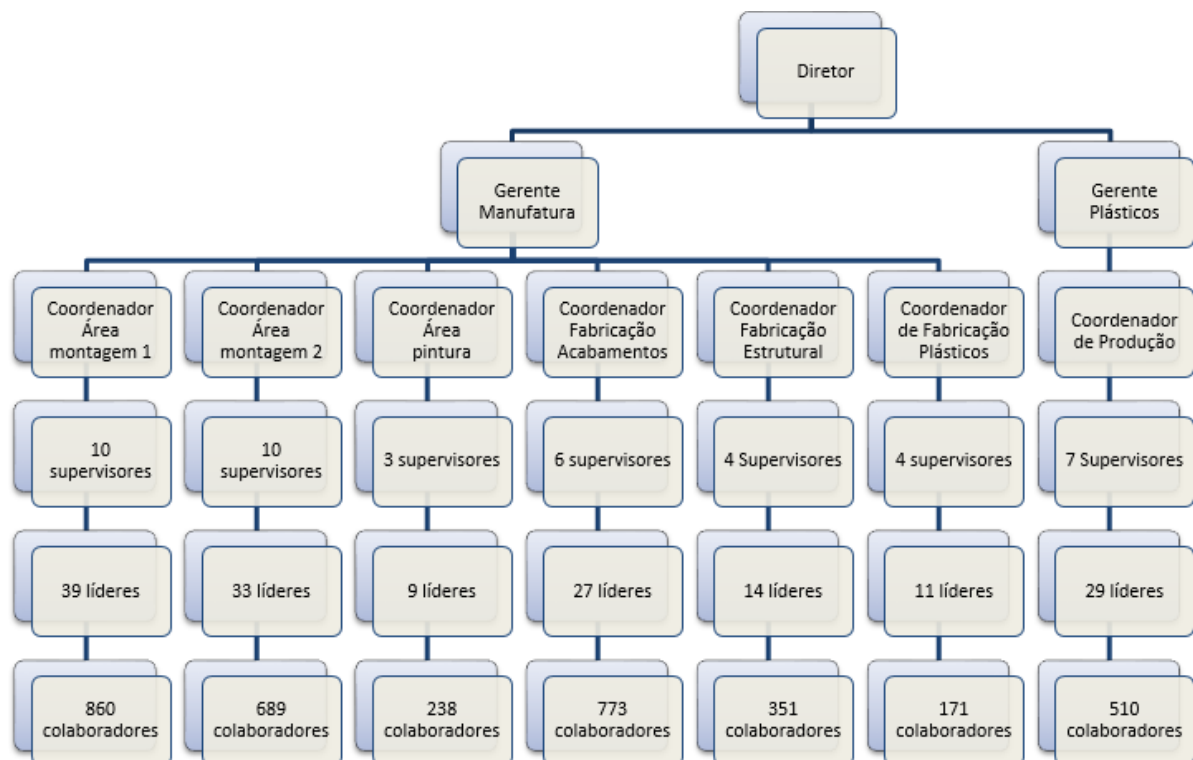 Diretor
Gerente
Manufatura
Gerente
Plásticos
Coordenador
Área
montagem 1
Coordenador
Área
montagem 2
Coordenador
Área
pintura
Coordenador
Fabricação
Acabamentos
Coordenador
Fabricação
Estrutural
Coordenador
de Fabricação
Plásticos
Coordenador
de Produção
10
supervisores
10
supervisores
3 supervisores
6 supervisores
4 Supervisores
4 supervisores
7 Supervisores
39 líderes
33 líderes
9 líderes
27 líderes
14 líderes
11 líderes
29 líderes
860
colaboradores
689
colaboradores
238
colaboradores
773
colaboradores
351
colaboradores
171
colaboradores
510
colaboradores